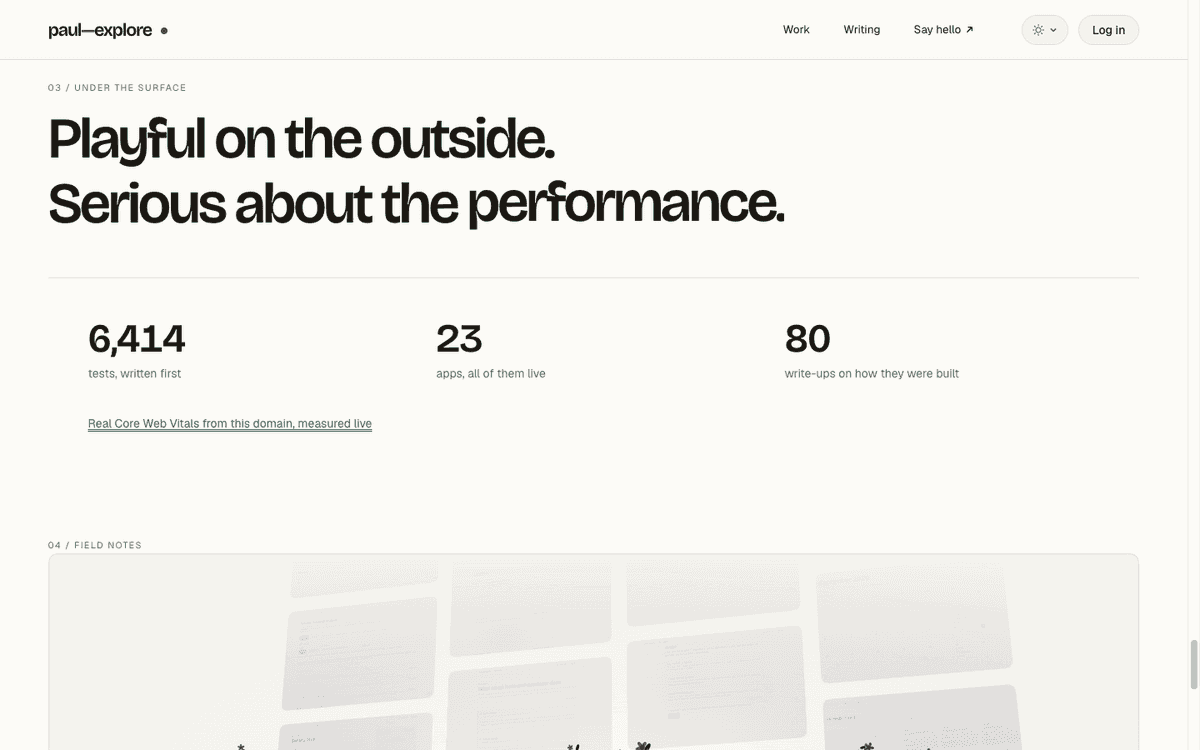 paul—explore
Work
Writing
Say hello ↗
Log in
03 / UNDER THE SURFACE
Playful on the outside.
Serious about the performance.
6,414
tests, written first
23
apps, all of them live
80
write-ups on how they were built
Real Core Web Vitals from this domain, measured live
04 / FIELD NOTES